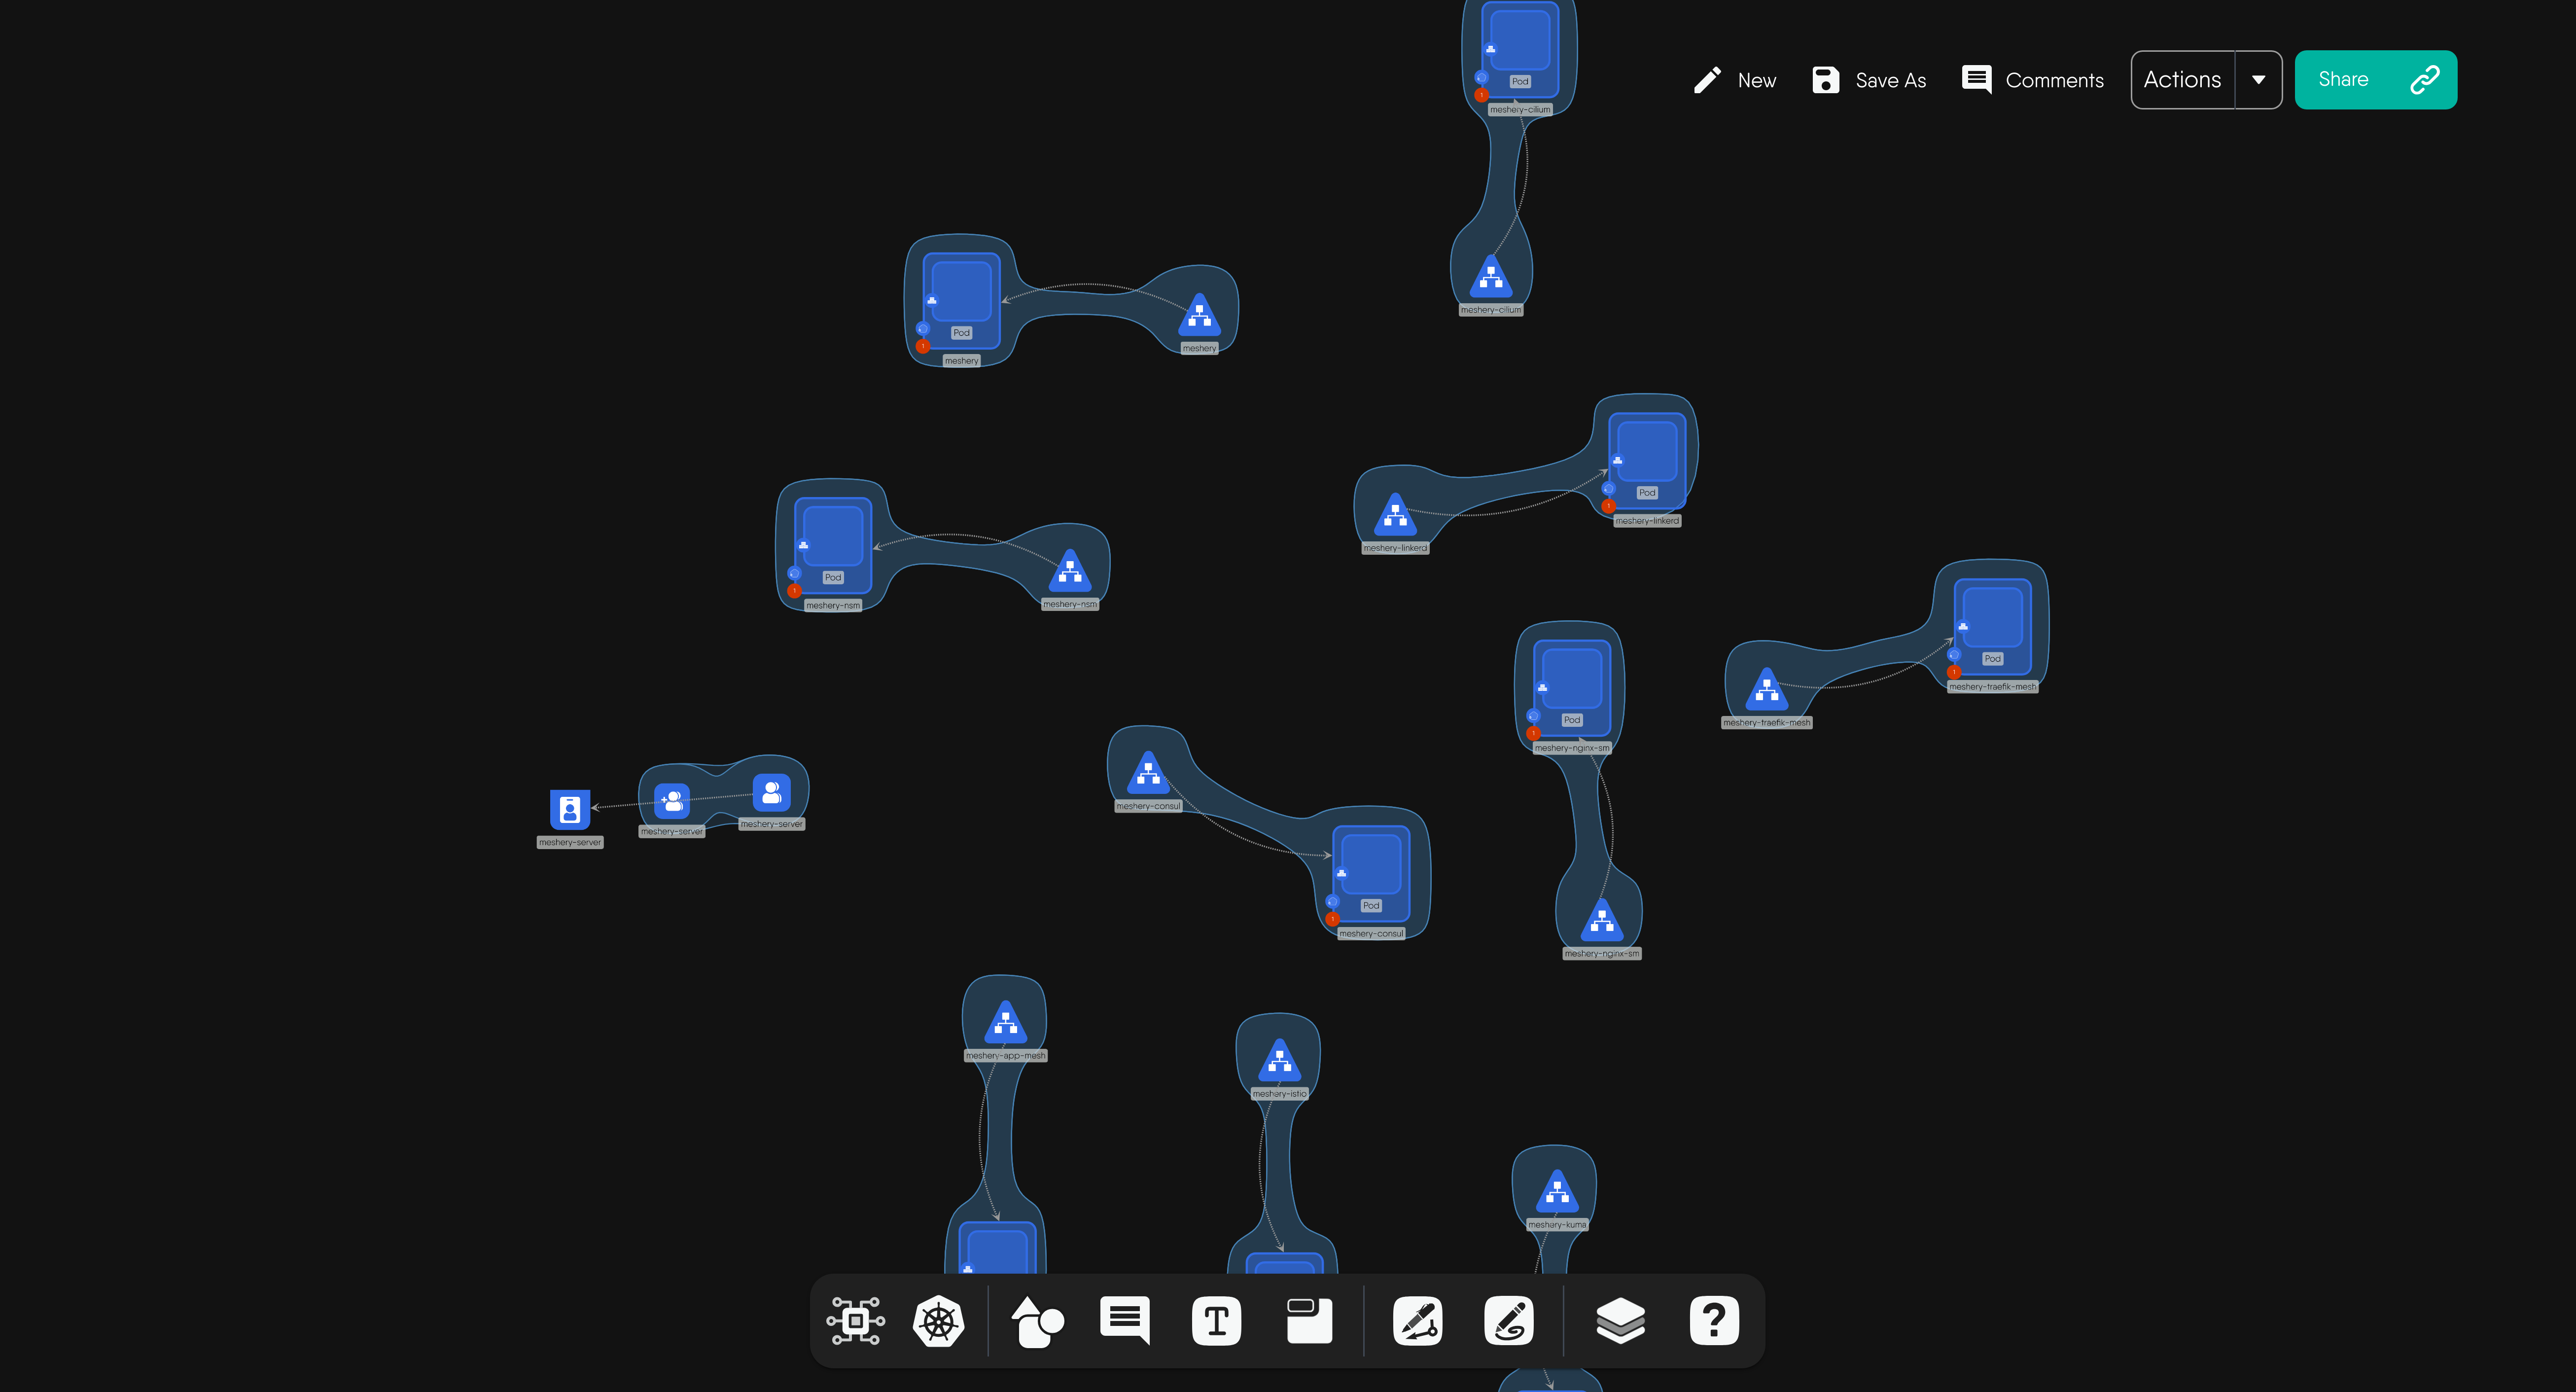 Pod
meshery-cilium
New
Save As
Comments
Actions
Share
meshery-cilium
Pod
meshery
meshery
Pod
meshery-linkerd
meshery-linkerd
Pod
meshery-nsm
meshery-nsm
Pod
meshery-traefik-mesh
meshery-traefik-mesh
Pod
meshery-nginx-sm
meshery-nginx-sm
meshery-server
meshery-server
meshery-server
meshery-consul
Pod
meshery-consul
meshery-app-mesh
meshery-istio
meshery-kuma
T
?